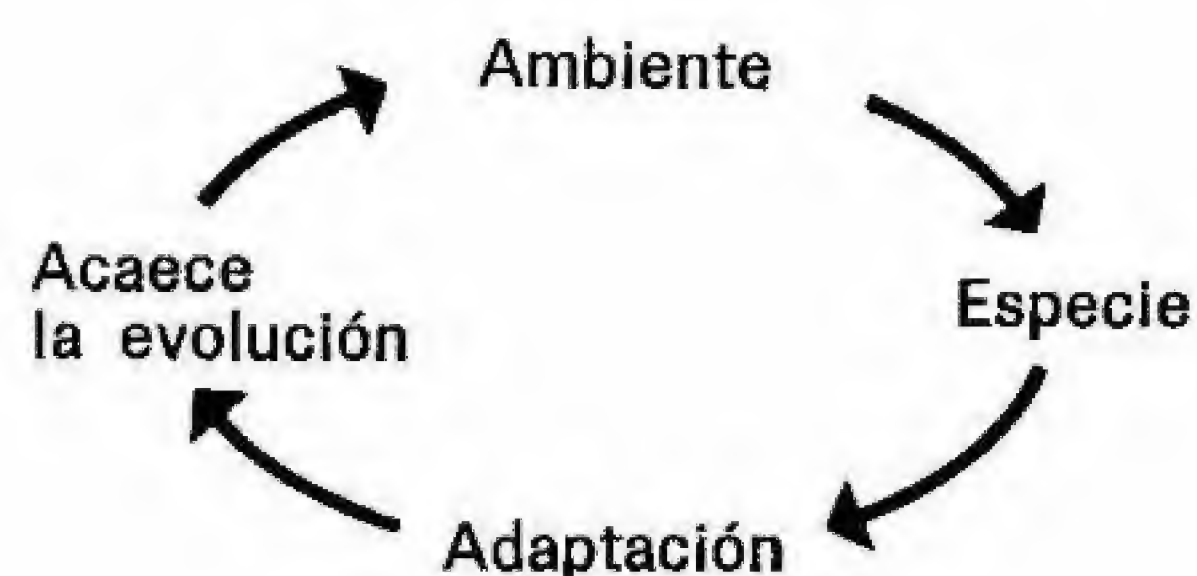 Ambiente
Especie
Adaptación
Acaece
la evolución